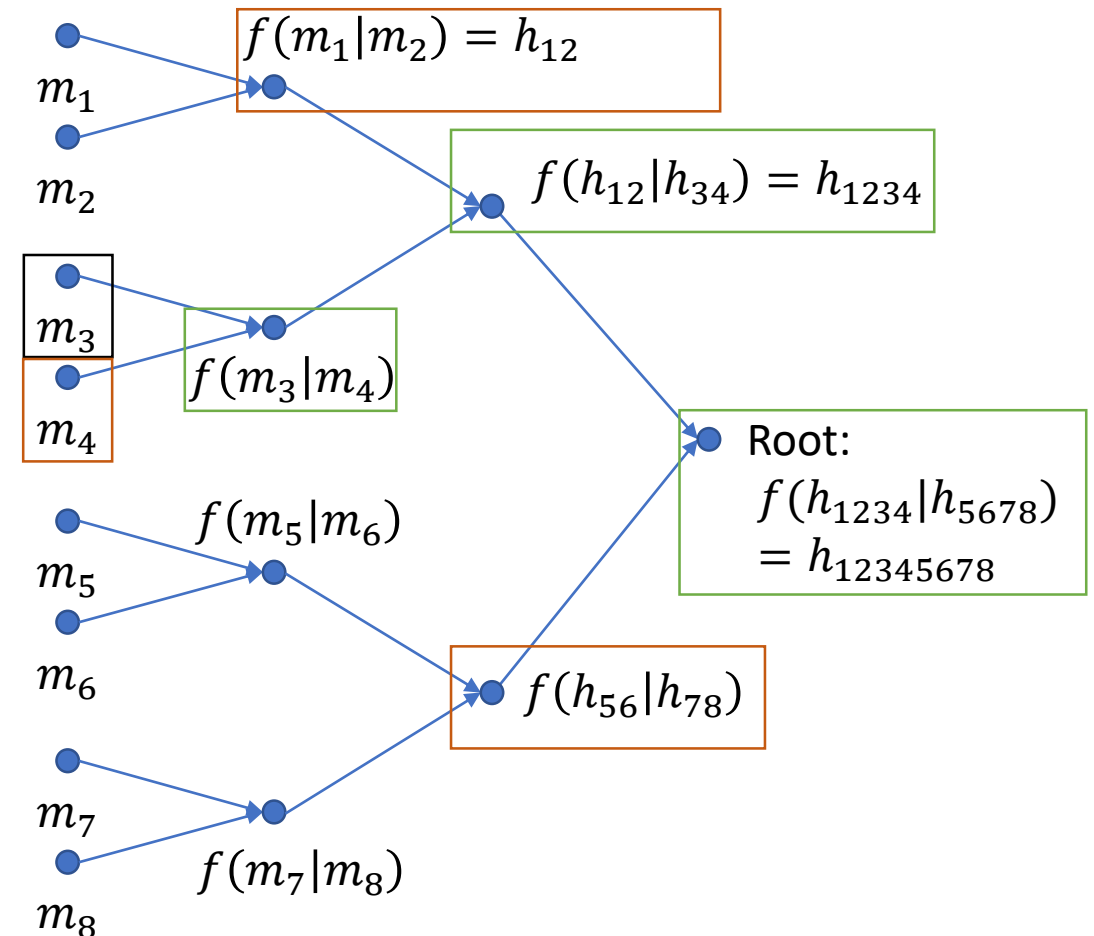 f(m₁|m₂) = h₁₂
m₁
f(h₁₂|h₃₄) = h₁₂₃₄
m₂
m₃
f(m₃|m₄)
m₄
Root:
f(h₁₂₃₄|h₅₆₇₈)
= h₁₂₃₄₅₆₇₈
f(m₅|m₆)
m₅
m₆
f(h₅₆|h₇₈)
m₇
f(m₇|m₈)
m₈